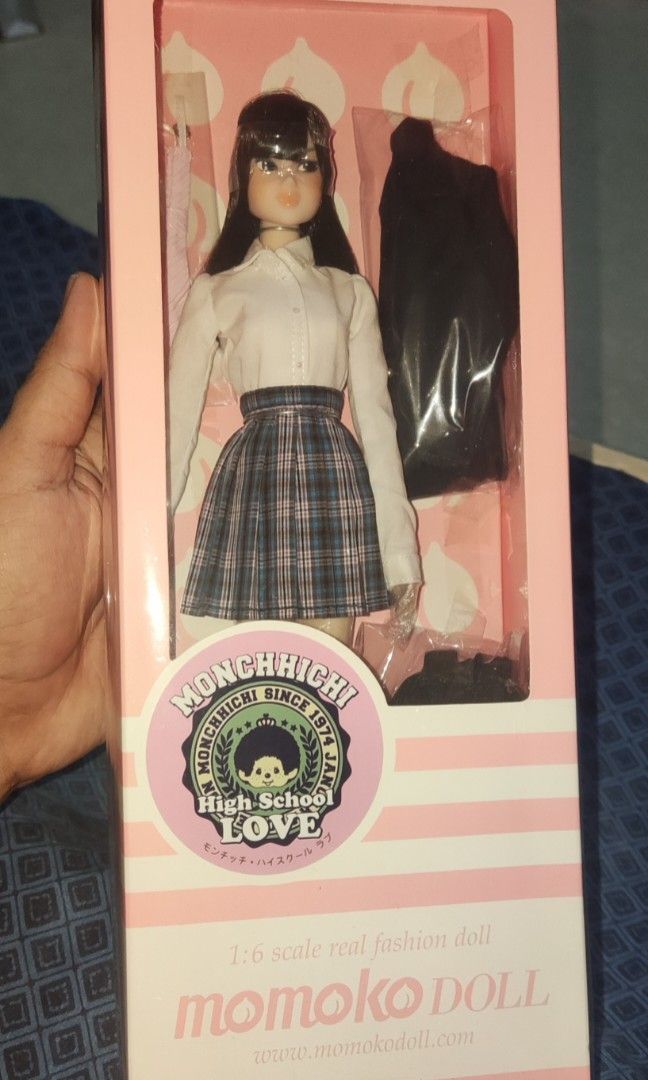 MONCHHICHI
N MONCHHICHI SINCE 1974 JAN
High School
LOVE
モンチッチ・ハイスクール ラブ
1:6 scale real fashion doll
momoko DOLL
www.momokodoll.com